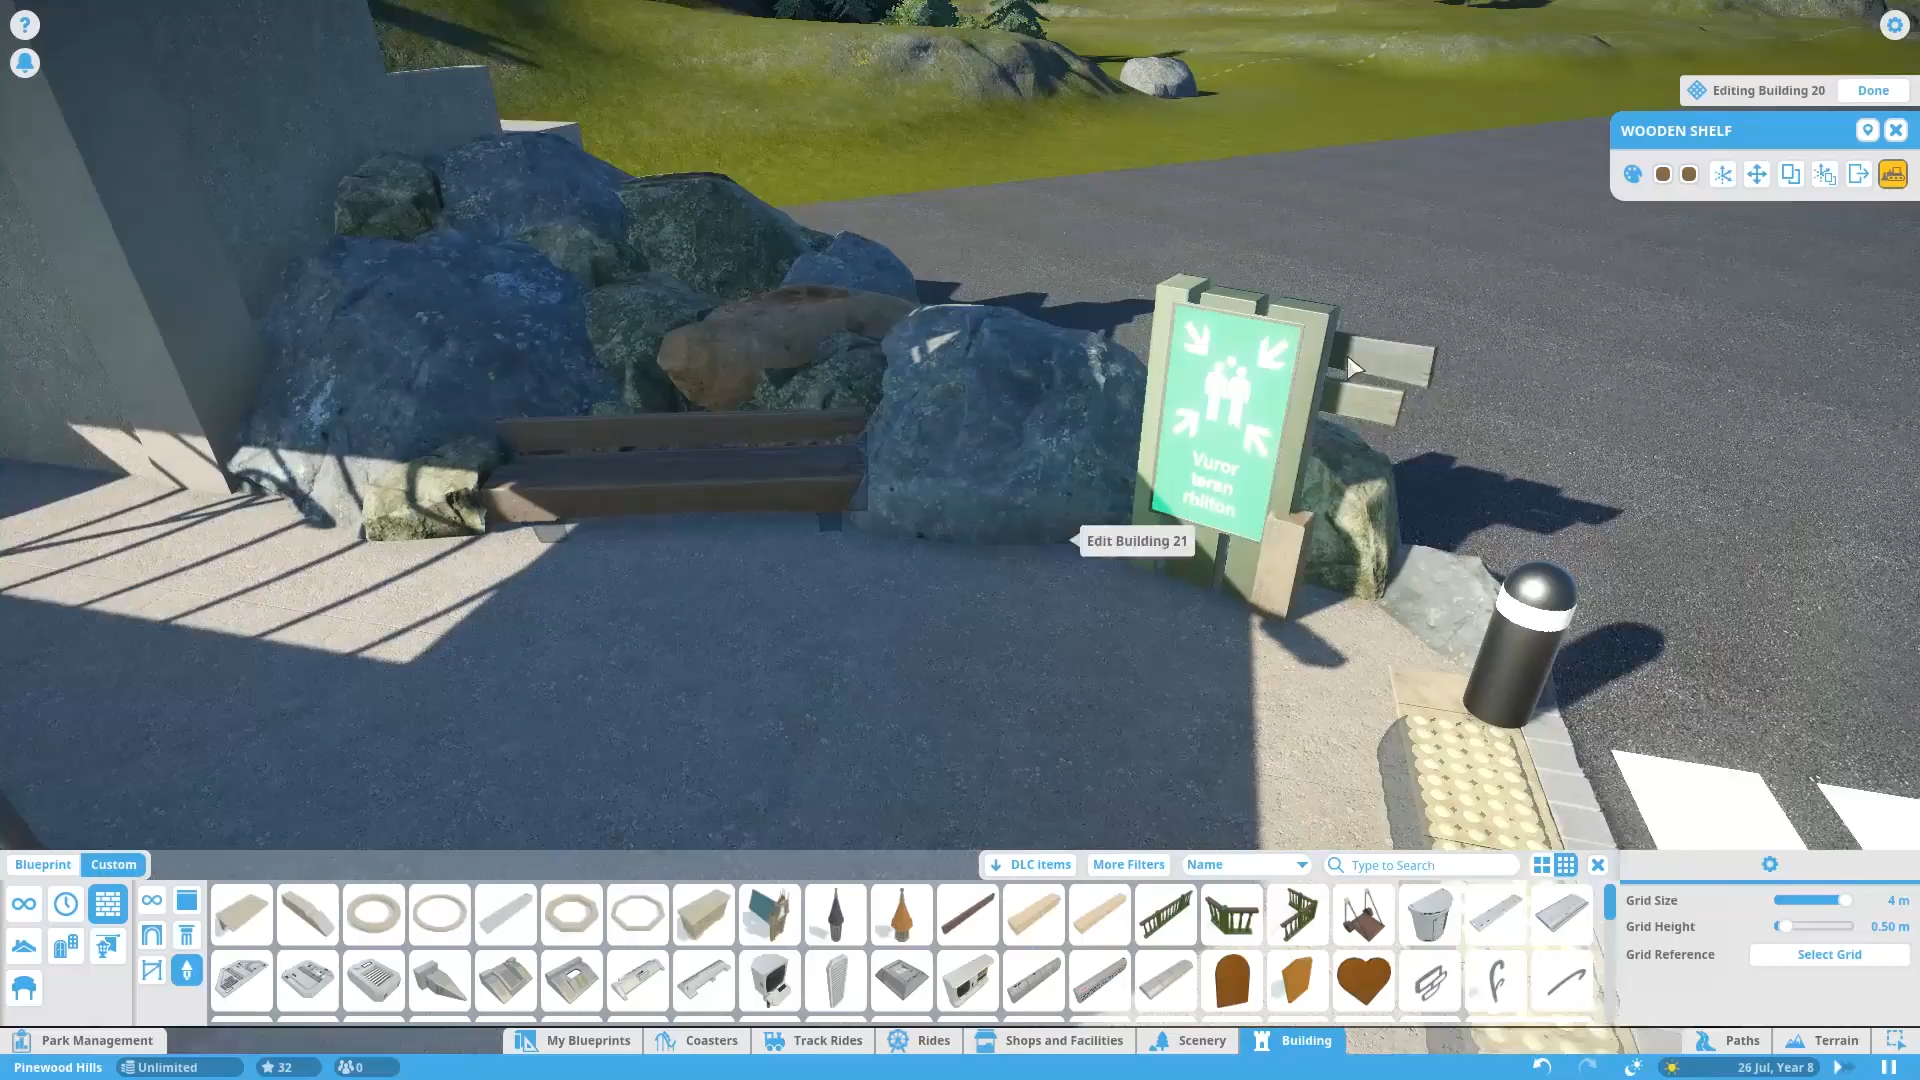 Editing Building 20
Done
WOODEN SHELF
Vuror
teran
rhliton
Edit Building 21
Blueprint
Custom
DLC items
More Filters
Name
Type to Search
Grid Size
4 m
Grid Height
0.50 m
Grid Reference
Select Grid
Park Management
My Blueprints
Coasters
Track Rides
Rides
Shops and Facilities
Scenery
Building
Paths
Terrain
Pinewood Hills
Unlimited
32
0
26 Jul, Year 8